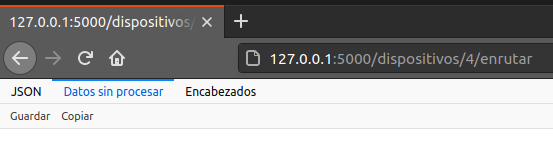 127.0.0.1:5000/dispositivos/
127.0.0.1:5000/dispositivos/4/enrutar
JSON Datos sin procesar Encabezados
Guardar Copiar